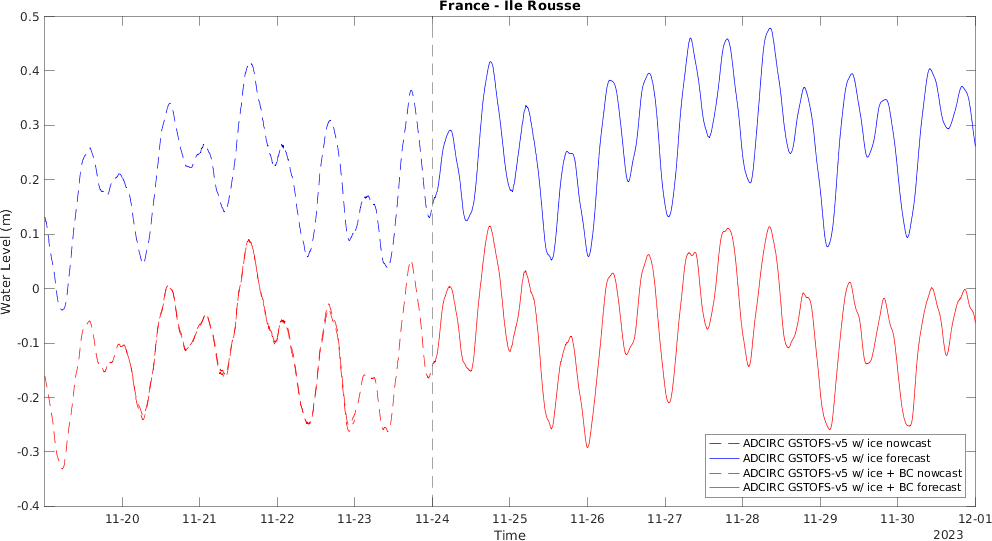 France - Ile Rousse
0.5
0.4
0.3
0.2
0.1
0
-0.1
-0.2
-0.3
-0.4
Water Level (m)
ADCIRC GSTOFS-v5 w/ ice nowcast
ADCIRC GSTOFS-v5 w/ ice forecast
ADCIRC GSTOFS-v5 w/ ice + BC nowcast
ADCIRC GSTOFS-v5 w/ ice + BC forecast
11-20 11-21 11-22 11-23 11-24 11-25 11-26 11-27 11-28 11-29 11-30 12-01
Time
2023